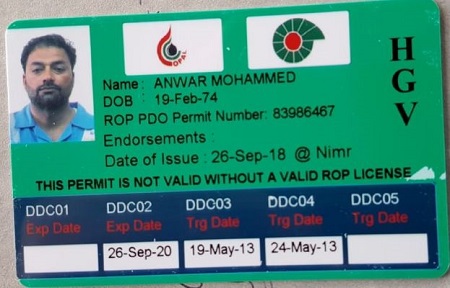 OPAL
HGV
Name : ANWAR MOHAMMED
DOB : 19-Feb-74
ROP PDO Permit Number: 83986467
Endorsements :
Date of Issue : 26-Sep-18 @ Nimr
THIS PERMIT IS NOT VALID WITHOUT A VALID ROP LICENSE
DDC01 DDC02 DDC03 DDC04 DDC05
Exp Date Exp Date Trg Date Trg Date Trg Date
26-Sep-20 19-May-13 24-May-13